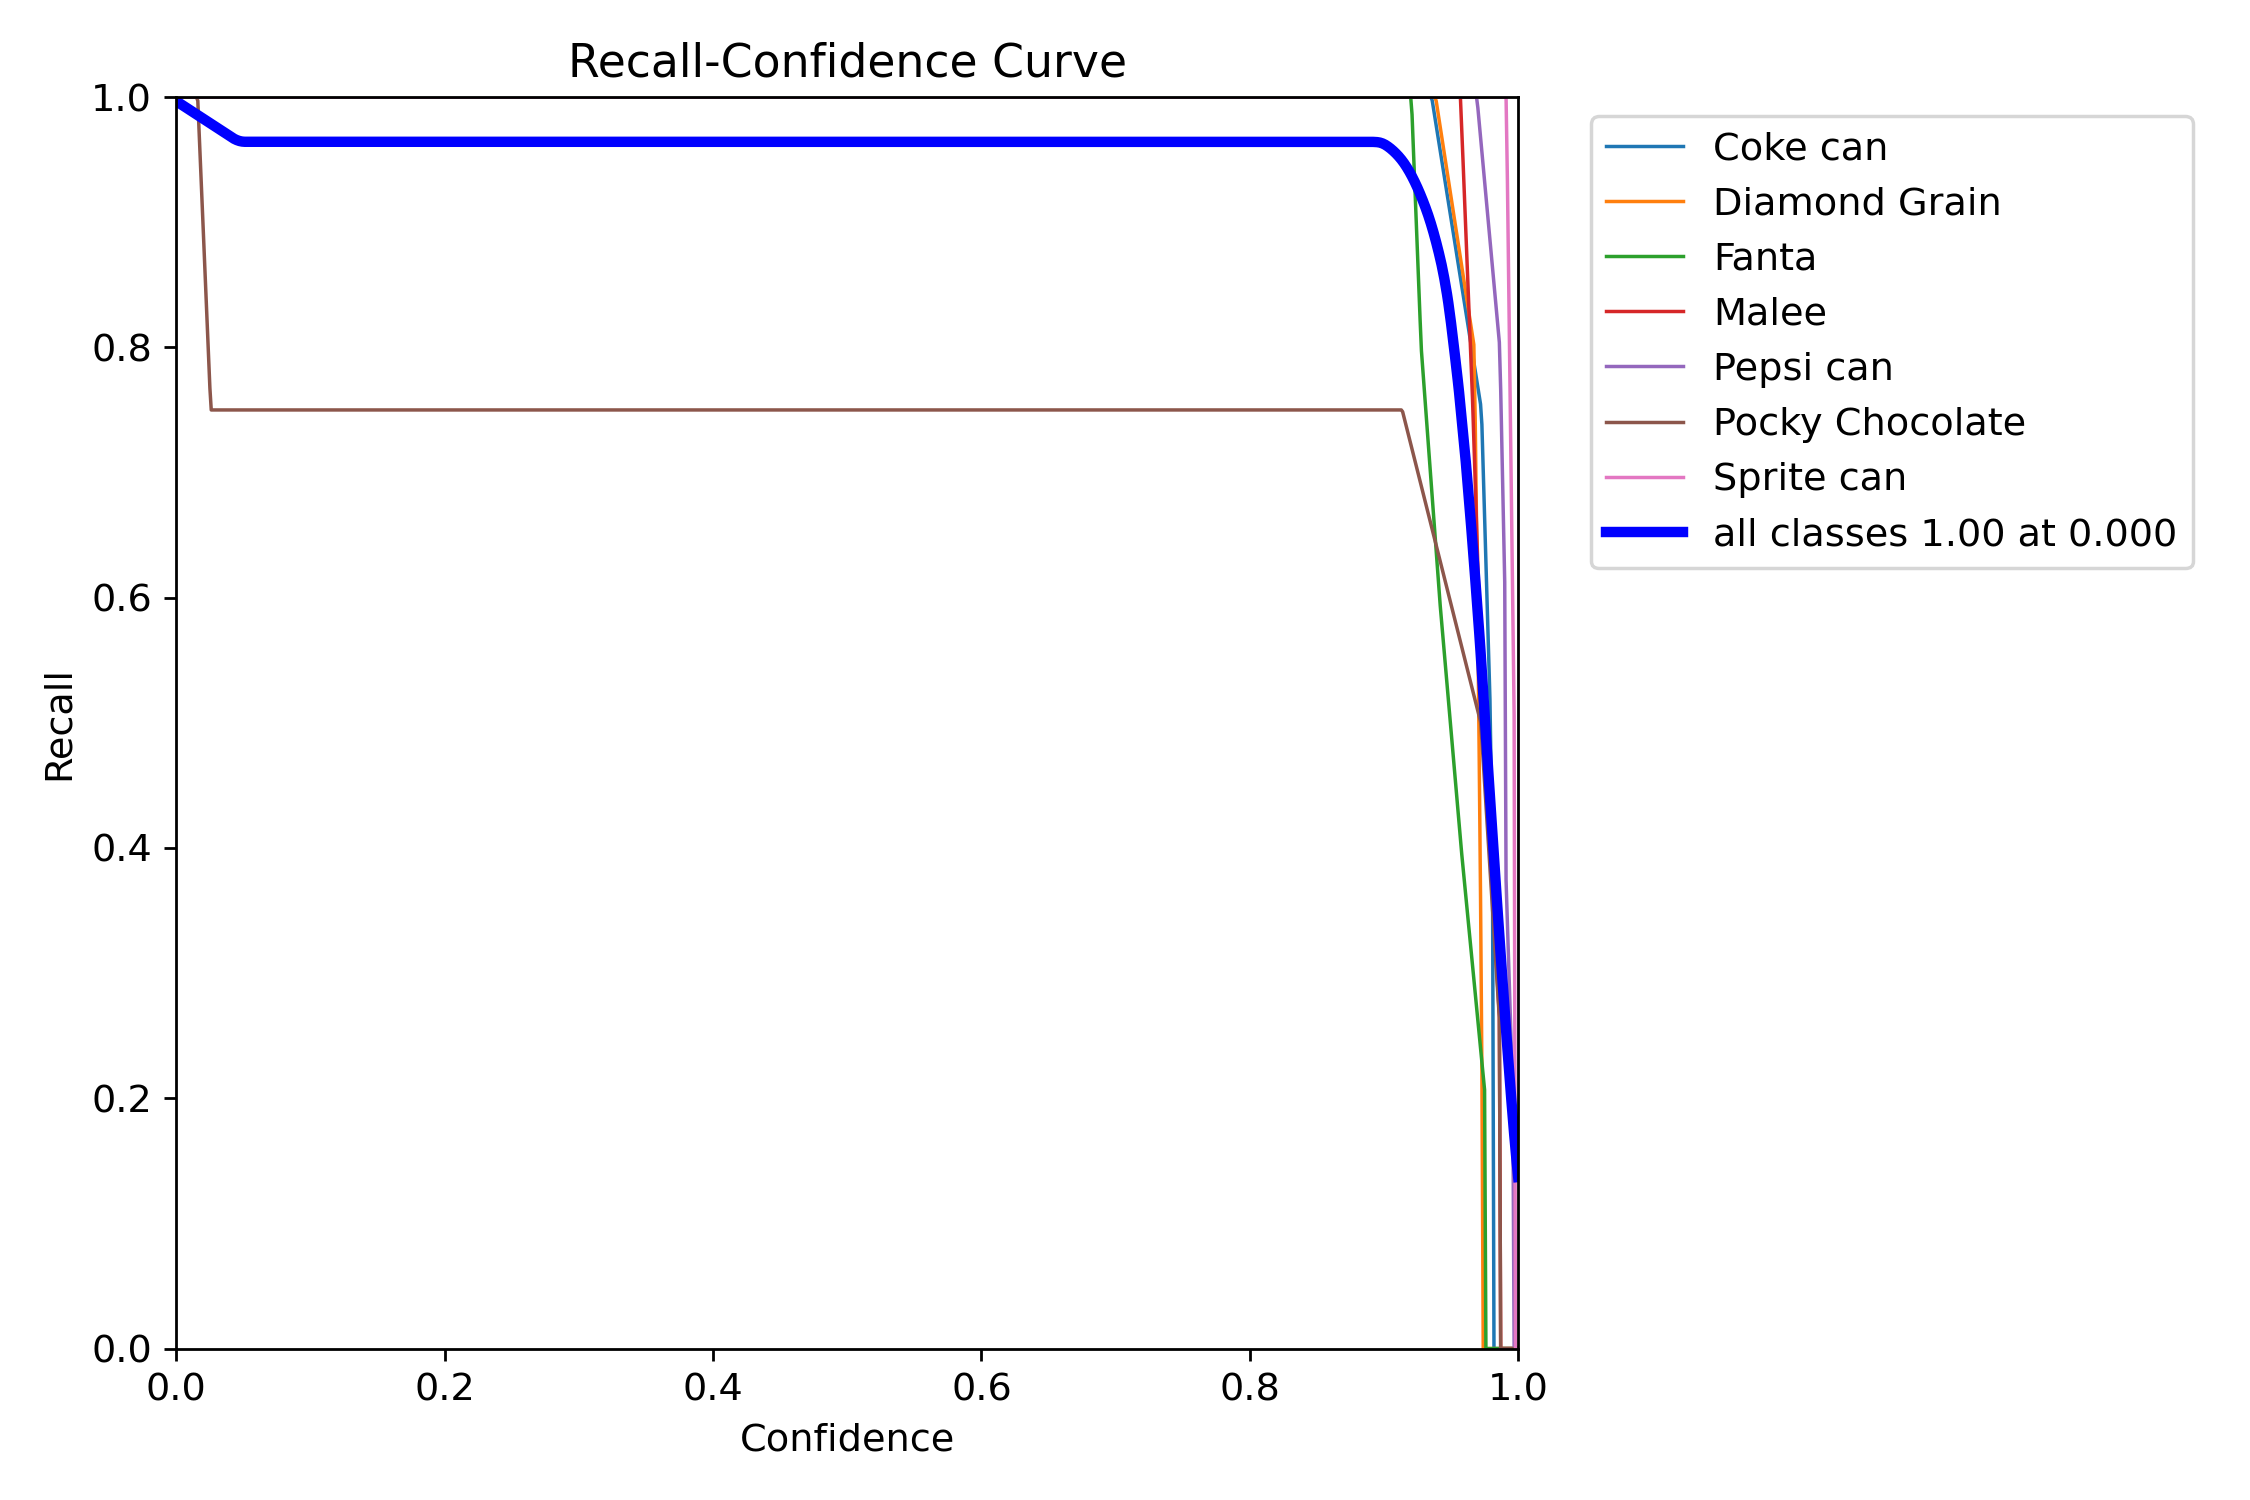 Recall-Confidence Curve
1.0
0.8
0.6
0.4
0.2
0.0
Recall
0.0 0.2 0.4 0.6 0.8 1.0
Confidence
Coke can
Diamond Grain
Fanta
Malee
Pepsi can
Pocky Chocolate
Sprite can
all classes 1.00 at 0.000